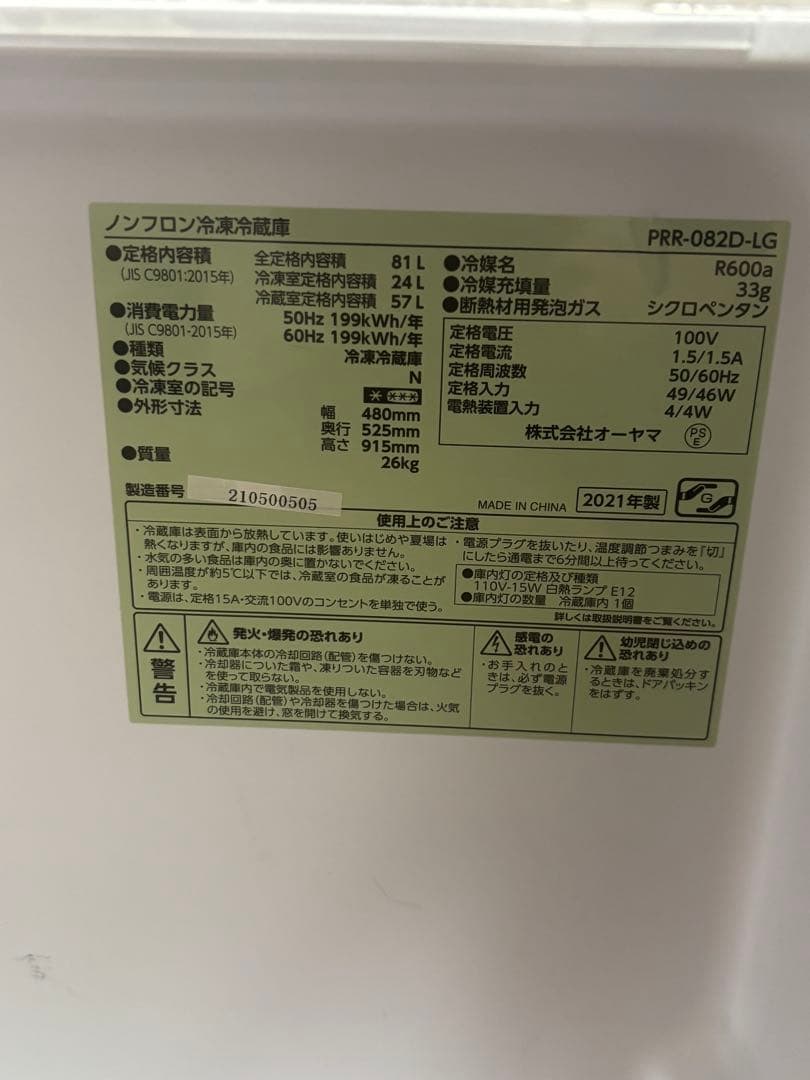 ノンフロン冷凍冷蔵庫
PRR-082D-LG
●定格内容積 全定格内容積 81 L
(JIS C9801:2015年) 冷凍室定格内容積 24 L
冷蔵室定格内容積 57 L
●消費電力量 50Hz 199kWh/年
(JIS C9801-2015年) 60Hz 199kWh/年
●種類 冷凍冷蔵庫
●気候クラス N
●冷凍室の記号
●外形寸法 幅 480mm
奥行 525mm
高さ 915mm
●質量 26kg
●冷媒名 R600a
●冷媒充填量 33g
●断熱材用発泡ガス シクロペンタン
定格電圧 100V
定格電流 1.5/1.5A
定格周波数 50/60Hz
定格入力 49/46W
電熱装置入力 4/4W
株式会社オーヤマ PSE
製造番号 210500505
MADE IN CHINA 2021年製 G
使用上のご注意
・冷蔵庫は表面から放熱しています。使いはじめや夏場は
熱くなりますが、庫内の食品には影響ありません。
・水気の多い食品は庫内の奥に置かないでください。
・周囲温度が約5℃以下では、冷蔵室の食品が凍ることが
あります。
・電源は、定格15A・交流100Vのコンセントを単独で使う。
・電源プラグを抜いたり、温度調節つまみを「切」
にしたら通電まで6分間以上待ってください。
●庫内灯の定格及び種類
110V-15W 白熱ランプ E12
●庫内灯の数量 冷蔵庫内 1個
詳しくは取扱説明書をご覧ください。
警告
発火・爆発の恐れあり
・冷蔵庫本体の冷却回路(配管)を傷つけない。
・冷却器についた霜や、凍りついた容器を刃物など
を使って取らない。
・冷蔵庫内で電気製品を使用しない。
・冷却回路(配管)や冷却器を傷つけた場合は、火気
の使用を避け、窓を開けて換気する。
感電の
恐れあり
・お手入れのと
きは、必ず電源
プラグを抜く。
幼児閉じ込めの
恐れあり
・冷蔵庫を廃棄処分す
るときは、ドアパッキン
をはずす。